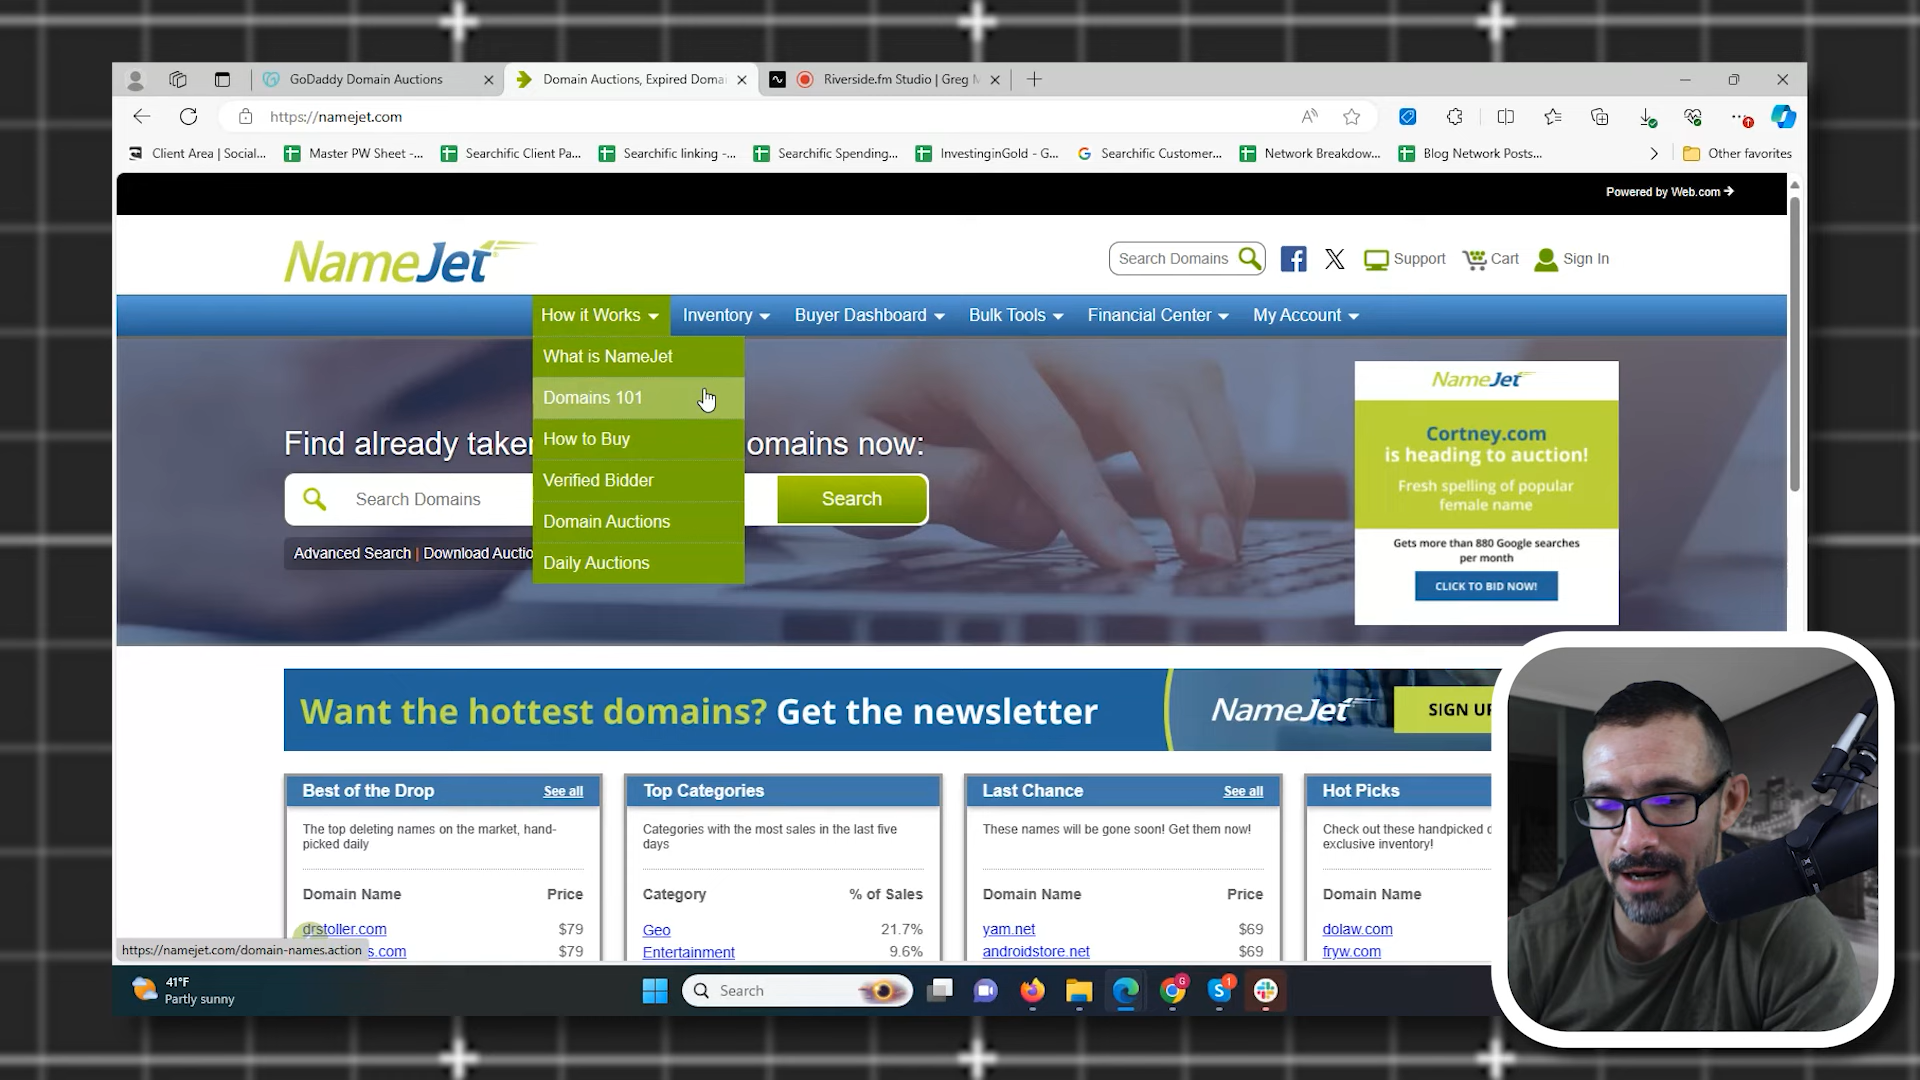 GoDaddy Domain Auctions
Domain Auctions, Expired Doma
Riverside.fm Studio | Greg M
https://namejet.com
Client Area | Social...
Master PW Sheet -...
Searchific Client Pa...
Searchific linking -...
Searchific Spending...
InvestinginGold - G...
Searchific Customer...
Network Breakdow...
Blog Network Posts...
Other favorites
Powered by Web.com
NameJet
Search Domains
Support
Cart
Sign In
How it Works
Inventory
Buyer Dashboard
Bulk Tools
Financial Center
My Account
What is NameJet
Domains 101
How to Buy
Verified Bidder
Domain Auctions
Daily Auctions
Find already take
omains now:
Search Domains
Search
Advanced Search | Download Auctio
NameJet
Cortney.com
is heading to auction!
Fresh spelling of popular
female name
Gets more than 880 Google searches
per month
CLICK TO BID NOW!
Want the hottest domains? Get the newsletter
NameJet
SIGN UP
Best of the Drop
See all
The top deleting names on the market, hand-
picked daily
Domain Name Price
drstoller.com $79
s.com $79
Top Categories
Categories with the most sales in the last five
days
Category % of Sales
Geo 21.7%
Entertainment 9.6%
Last Chance
See all
These names will be gone soon! Get them now!
Domain Name Price
yam.net $69
androidstore.net $69
Hot Picks
Check out these handpicked d
exclusive inventory!
Domain Name
dolaw.com
fryw.com
https://namejet.com/domain-names.action
41°F
Partly sunny
Search